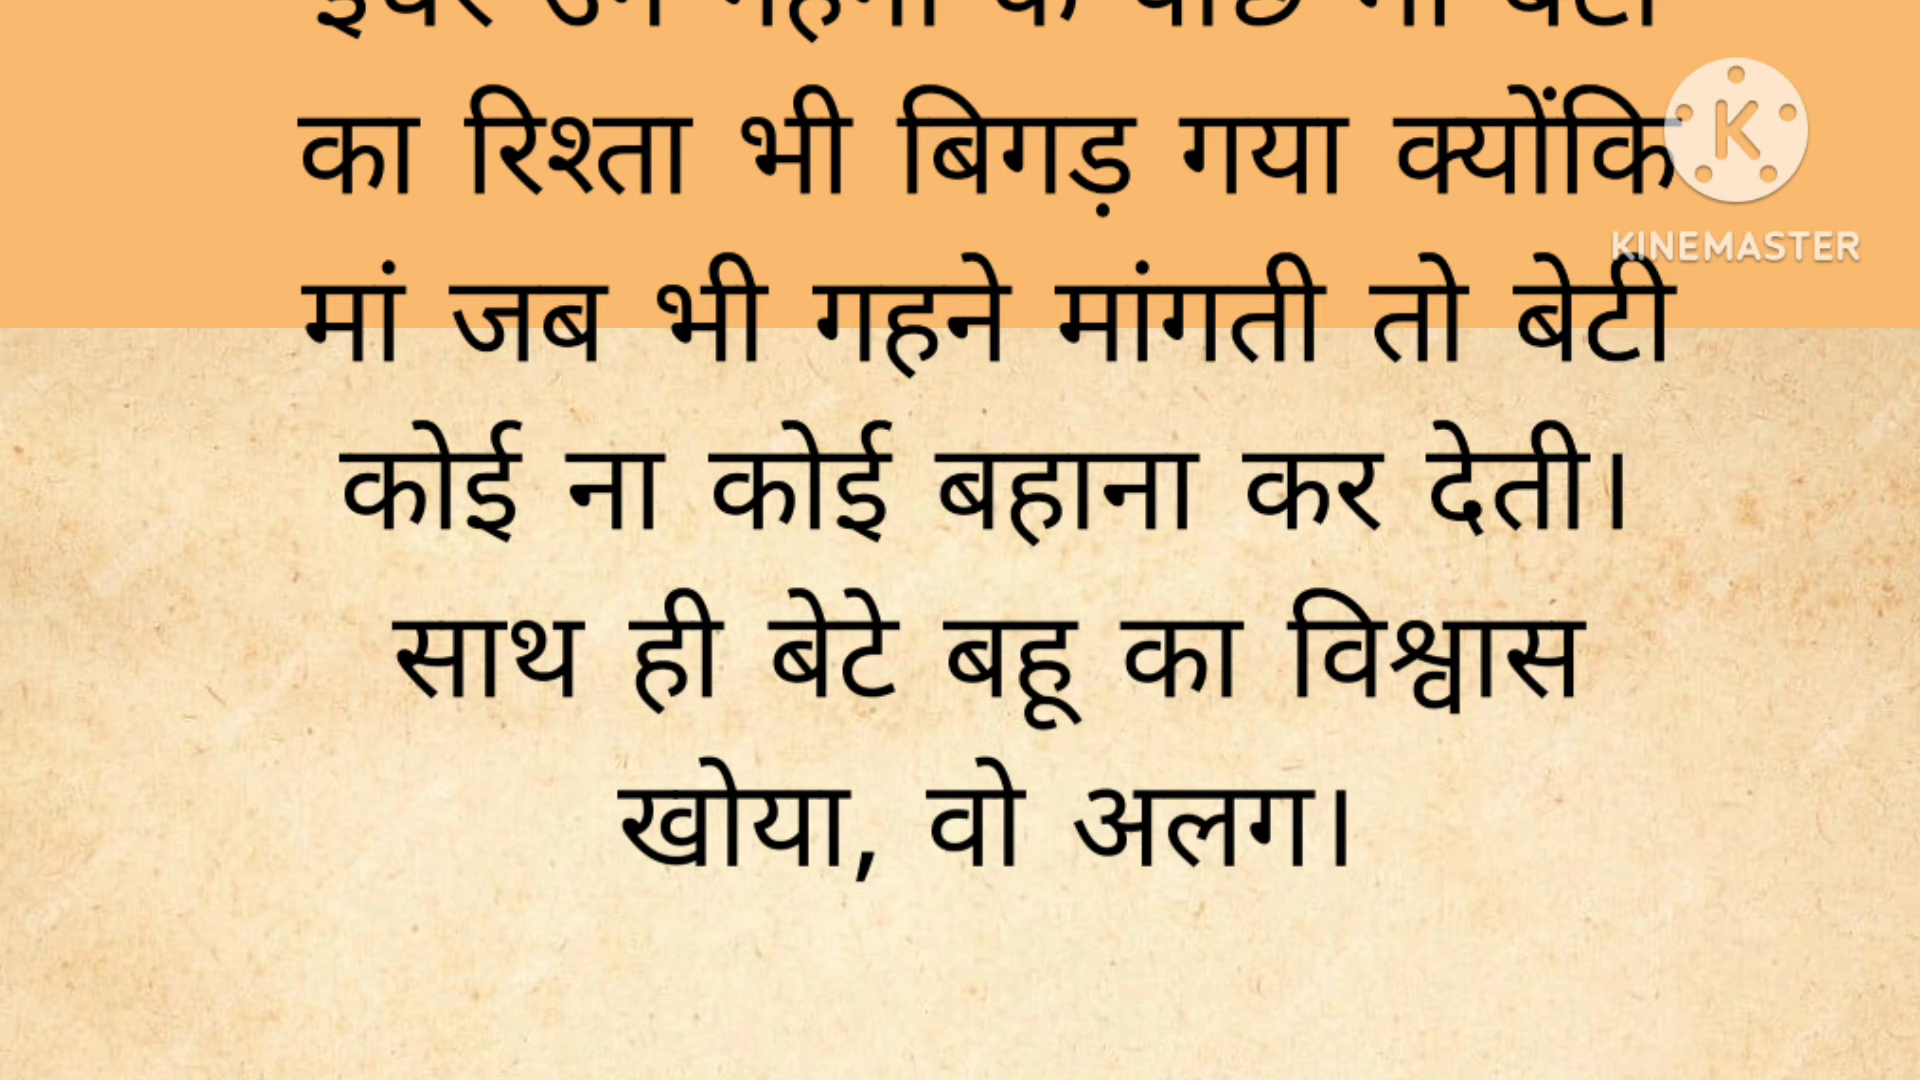 का रिश्ता भी बिगड़ गया क्योंकि
KINEMASTER
मां जब भी गहने मांगती तो बेटी
कोई ना कोई बहाना कर देती।
साथ ही बेटे बहू का विश्वास
खोया, वो अलग।